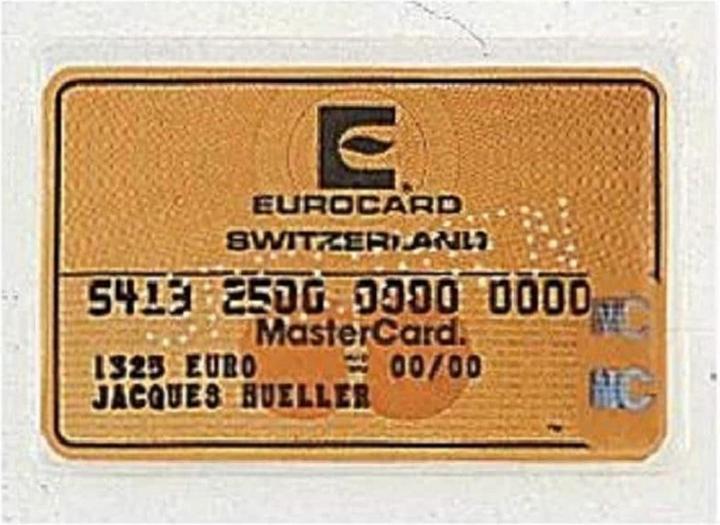 EUROCARD
SWITZERLAND
5413 2500 0000 0000
MasterCard.
1325 EURO 00/00
JACQUES HUELLER
MC
MC